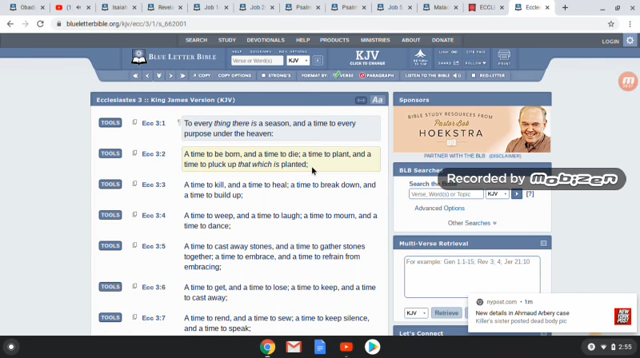 Obadi
Isaiah
Revela
Job 1
Job 2
Psalm
Psalm
Job 5
Malac
ECCLE
Eccles
blueletterbible.org/kjv/ecc/3/1/s_662001
SEARCH STUDY DEVOTIONALS HELP PRODUCTS MINISTRIES ABOUT DONATE
LOGIN
BLUE LETTER BIBLE
SEARCH
Verse or Word(s)
KJV
KJV
CLICK TO CHANGE
COPY
COPY OPTIONS
STRONG'S
FORMAT BY:
VERSE
PARAGRAPH
LISTEN TO THE BIBLE
RED-LETTER
Ecclesiastes 3 :: King James Version (KJV)
Aa
TOOLS Ecc 3:1 ¶ To every thing there is a season, and a time to every
purpose under the heaven:
TOOLS Ecc 3:2 A time to be born, and a time to die; a time to plant, and a
time to pluck up that which is planted;
TOOLS Ecc 3:3 A time to kill, and a time to heal; a time to break down, and
a time to build up;
TOOLS Ecc 3:4 A time to weep, and a time to laugh; a time to mourn, and a
time to dance;
TOOLS Ecc 3:5 A time to cast away stones, and a time to gather stones
together; a time to embrace, and a time to refrain from
embracing;
TOOLS Ecc 3:6 A time to get, and a time to lose; a time to keep, and a time
to cast away;
TOOLS Ecc 3:7 A time to rend, and a time to sew; a time to keep silence,
and a time to speak;
Sponsors
BIBLE STUDY RESOURCES FROM
Pastor Bob
HOEKSTRA
PARTNER WITH THE BLB (DISCLAIMER)
BLB Searches
Search the Bible
Verse, Word, or Topic
KJV
[?]
Advanced Options
Other Searches
Recorded by mobizen
Multi-Verse Retrieval
For example: Gen 1:1-15; Rev 3; 4; Jer 21:10
KJV
Retrieve
Let's Connect
nypost.com • 1m
New details in Ahmaud Arbery case
Killer's sister posted dead body pic
NEW YORK POST
2:55